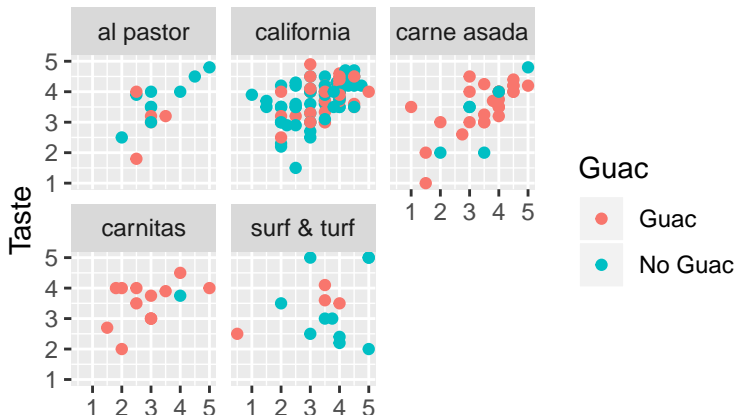 al pastor california carne asada
5
4
3
2
1
1 2 3 4 5
Taste
carnitas surf & turf
5
4
3
2
1
1 2 3 4 5 1 2 3 4 5
Guac
Guac
No Guac